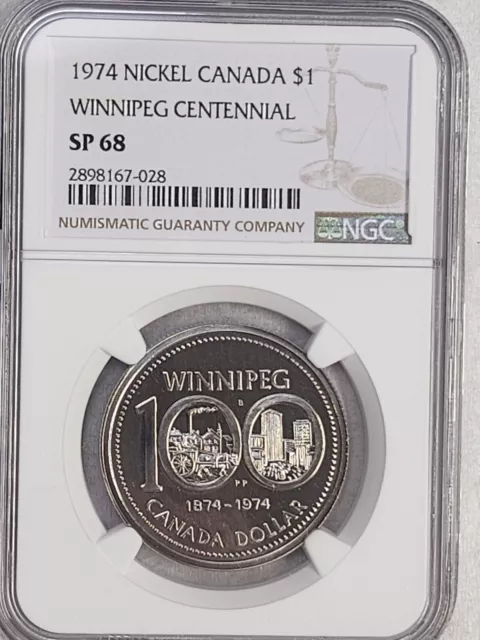 1974 NICKEL CANADA $1
WINNIPEG CENTENNIAL
SP 68
2898167-028
NUMISMATIC GUARANTY COMPANY
NGC®
WINNIPEG
B
100
PP
1874-1974
CANADA DOLLAR